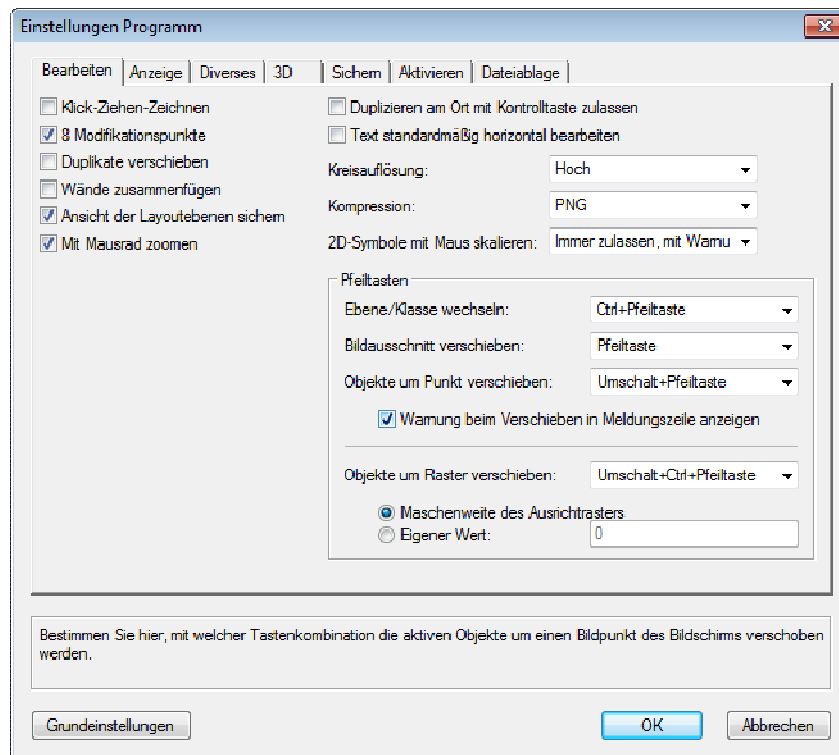 Einstellungen Programm
Bearbeiten Anzeige Diverses 3D Sichern Aktivieren Dateiablage
Klick-Ziehen-Zeichnen
8 Modifikationspunkte
Duplikate verschieben
Wände zusammenfügen
Ansicht der Layoutebenen sichern
Mit Mausrad zoomen
Duplizieren am Ort mit Kontrolltaste zulassen
Text standardmäßig horizontal bearbeiten
Kreisauflösung: Hoch
Kompression: PNG
2D-Symbole mit Maus skalieren: Immer zulassen, mit Warnu
Pfeiltasten
Ebene/Klasse wechseln: Ctrl+Pfeiltaste
Bildausschnitt verschieben: Pfeiltaste
Objekte um Punkt verschieben: Umschalt+Pfeiltaste
Warnung beim Verschieben in Meldungszeile anzeigen
Objekte um Raster verschieben: Umschalt+Ctrl+Pfeiltaste
Maschenweite des Ausrichtrasters
Eigener Wert: 0
Bestimmen Sie hier, mit welcher Tastenkombination die aktiven Objekte um einen Bildpunkt des Bildschirms verschoben
werden.
Grundeinstellungen OK Abbrechen